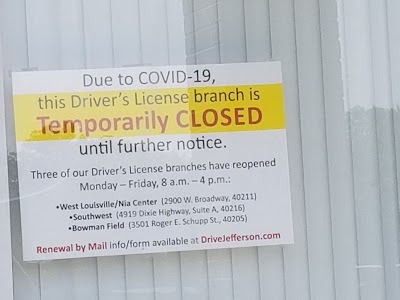 Due to COVID-19,
this Driver's License branch is
Temporarily CLOSED
until further notice.
Three of our Driver's License branches have reopened
Monday – Friday, 8 a.m. – 4 p.m.:
•West Louisville/Nia Center (2900 W. Broadway, 40211)
•Southwest (4919 Dixie Highway, Suite A, 40216)
•Bowman Field (3501 Roger E. Schupp St., 40205)
Renewal by Mail info/form available at DriveJefferson.com